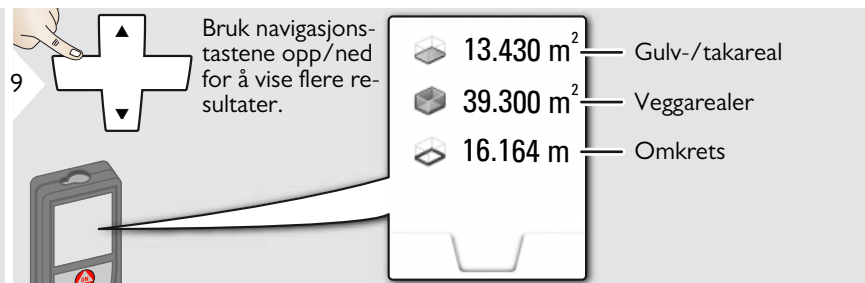 9
Bruk navigasjons-
tastene opp/ned
for å vise flere re-
sultater.
13.430 m²
Gulv-/takareal
39.300 m²
Veggarealer
16.164 m
Omkrets